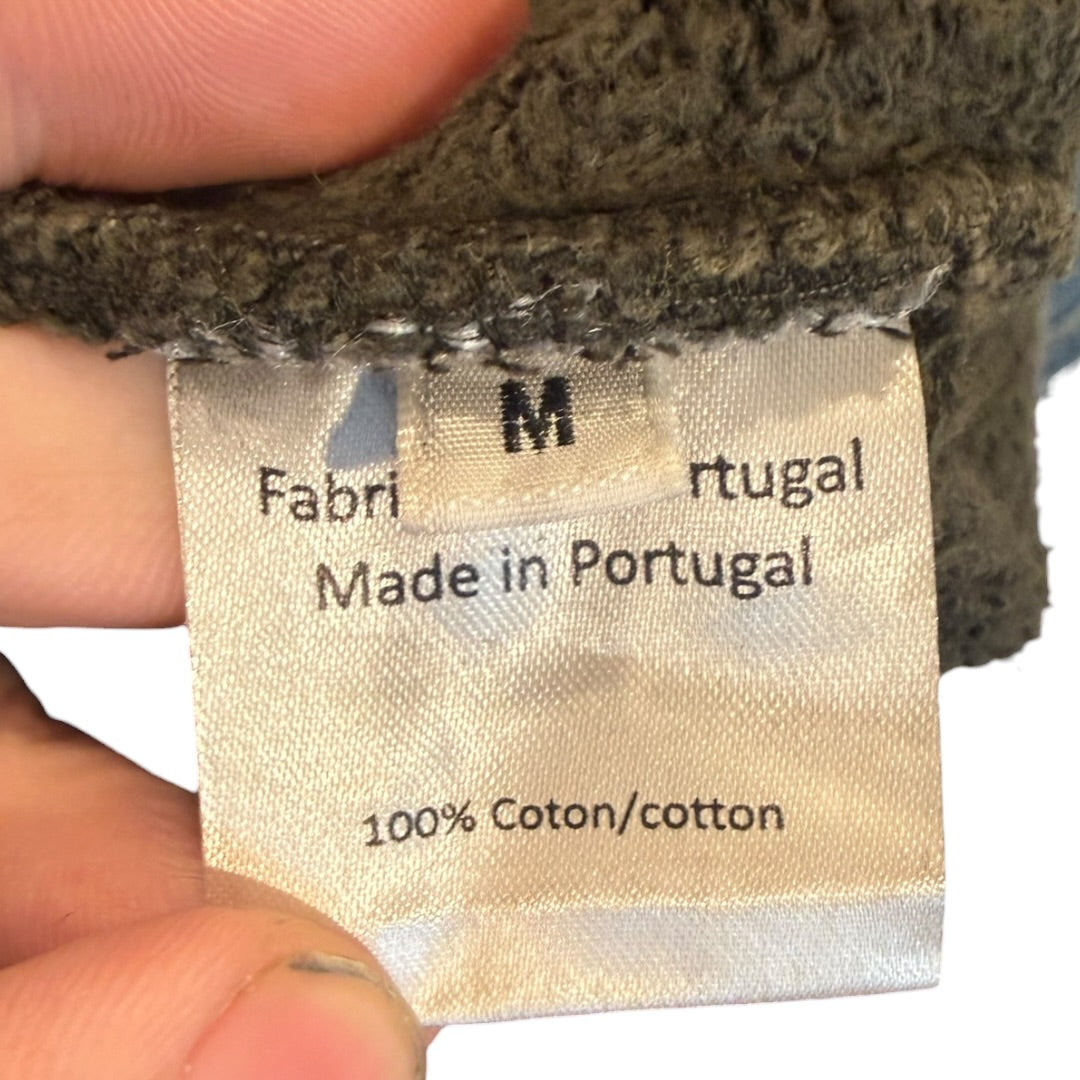 M
Fabri rtugal
Made in Portugal
100% Coton/cotton